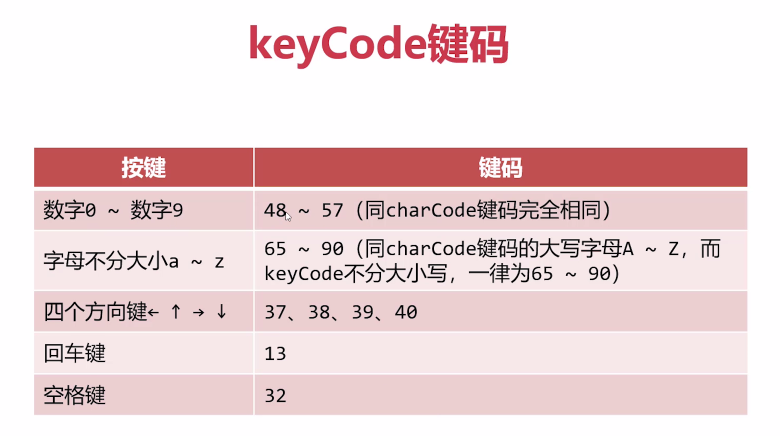 keyCode键码
按键 键码
数字0 ~ 数字9 48 ~ 57（同charCode键码完全相同）
字母不分大小a ~ z 65 ~ 90（同charCode键码的大写字母A ~ Z，而
keyCode不分大小写，一律为65 ~ 90）
四个方向键← ↑ → ↓ 37、38、39、40
回车键 13
空格键 32